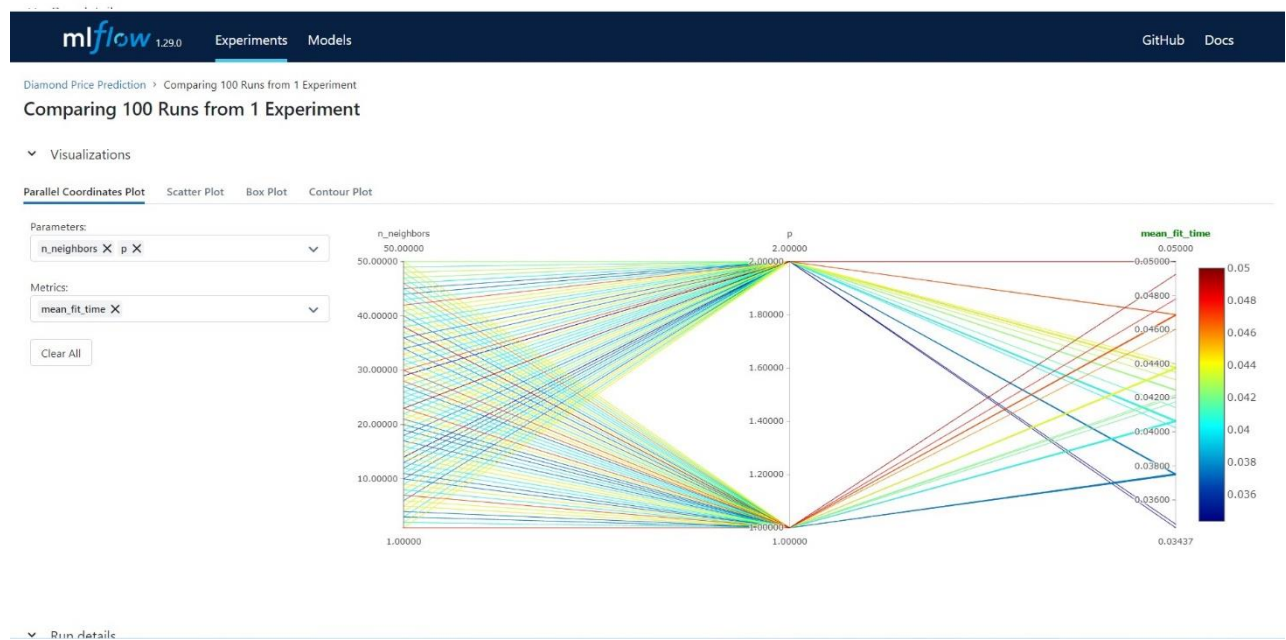 mlflow 1.29.0 Experiments Models GitHub Docs
Diamond Price Prediction > Comparing 100 Runs from 1 Experiment
Comparing 100 Runs from 1 Experiment
Visualizations
Parallel Coordinates Plot Scatter Plot Box Plot Contour Plot
Parameters:
n_neighbors X p X
Metrics:
mean_fit_time X
Clear All
n_neighbors
50.00000
50.00000
40.00000
30.00000
20.00000
10.00000
1.00000
p
2.00000
2.00000
1.80000
1.60000
1.40000
1.20000
1.00000
1.00000
mean_fit_time
0.05000
0.05000
0.04800
0.04600
0.04400
0.04200
0.04000
0.03800
0.03600
0.03437
0.05
0.048
0.046
0.044
0.042
0.04
0.038
0.036
Run details